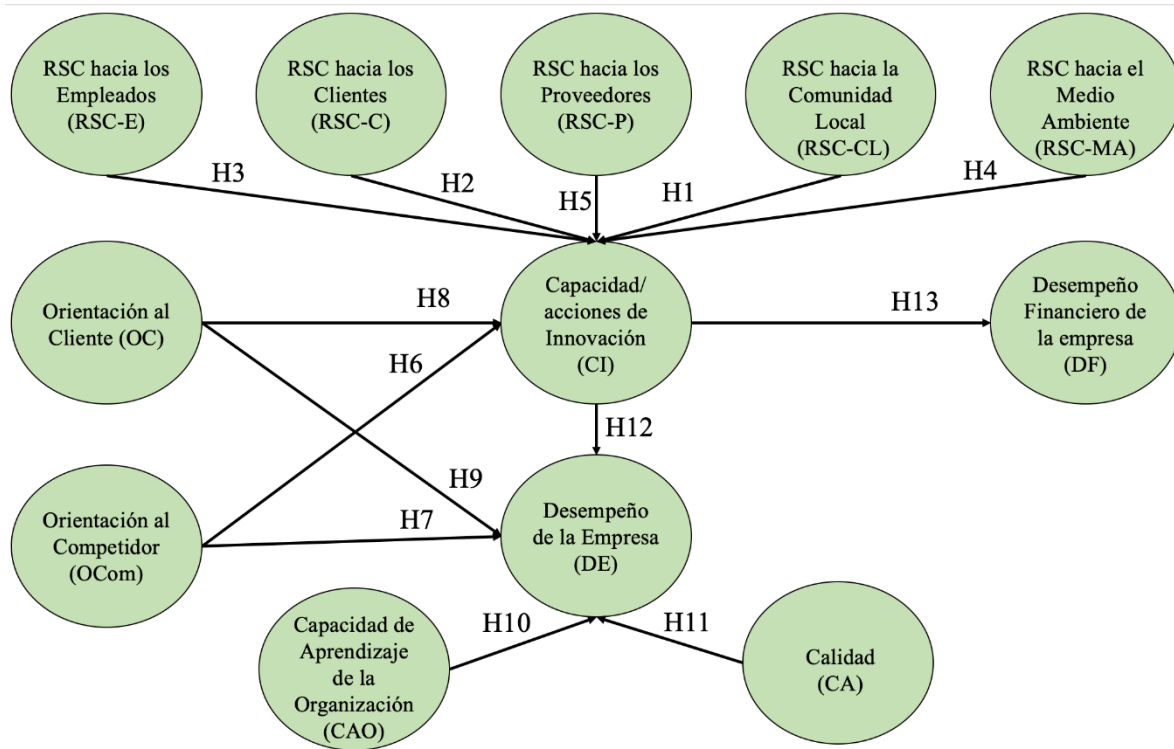 RSC hacia los
Empleados
(RSC-E)
RSC hacia los
Clientes
(RSC-C)
RSC hacia los
Proveedores
(RSC-P)
RSC hacia la
Comunidad
Local
(RSC-CL)
RSC hacia el
Medio
Ambiente
(RSC-MA)
H3
H2
H5
H1
H4
Orientación al
Cliente (OC)
H8
H6
Capacidad/
acciones de
Innovación
(CI)
H13
Desempeño
Financiero de
la empresa
(DF)
H12
H9
H7
Orientación al
Competidor
(OCom)
Desempeño
de la Empresa
(DE)
H10
H11
Capacidad de
Aprendizaje
de la
Organización
(CAO)
Calidad
(CA)